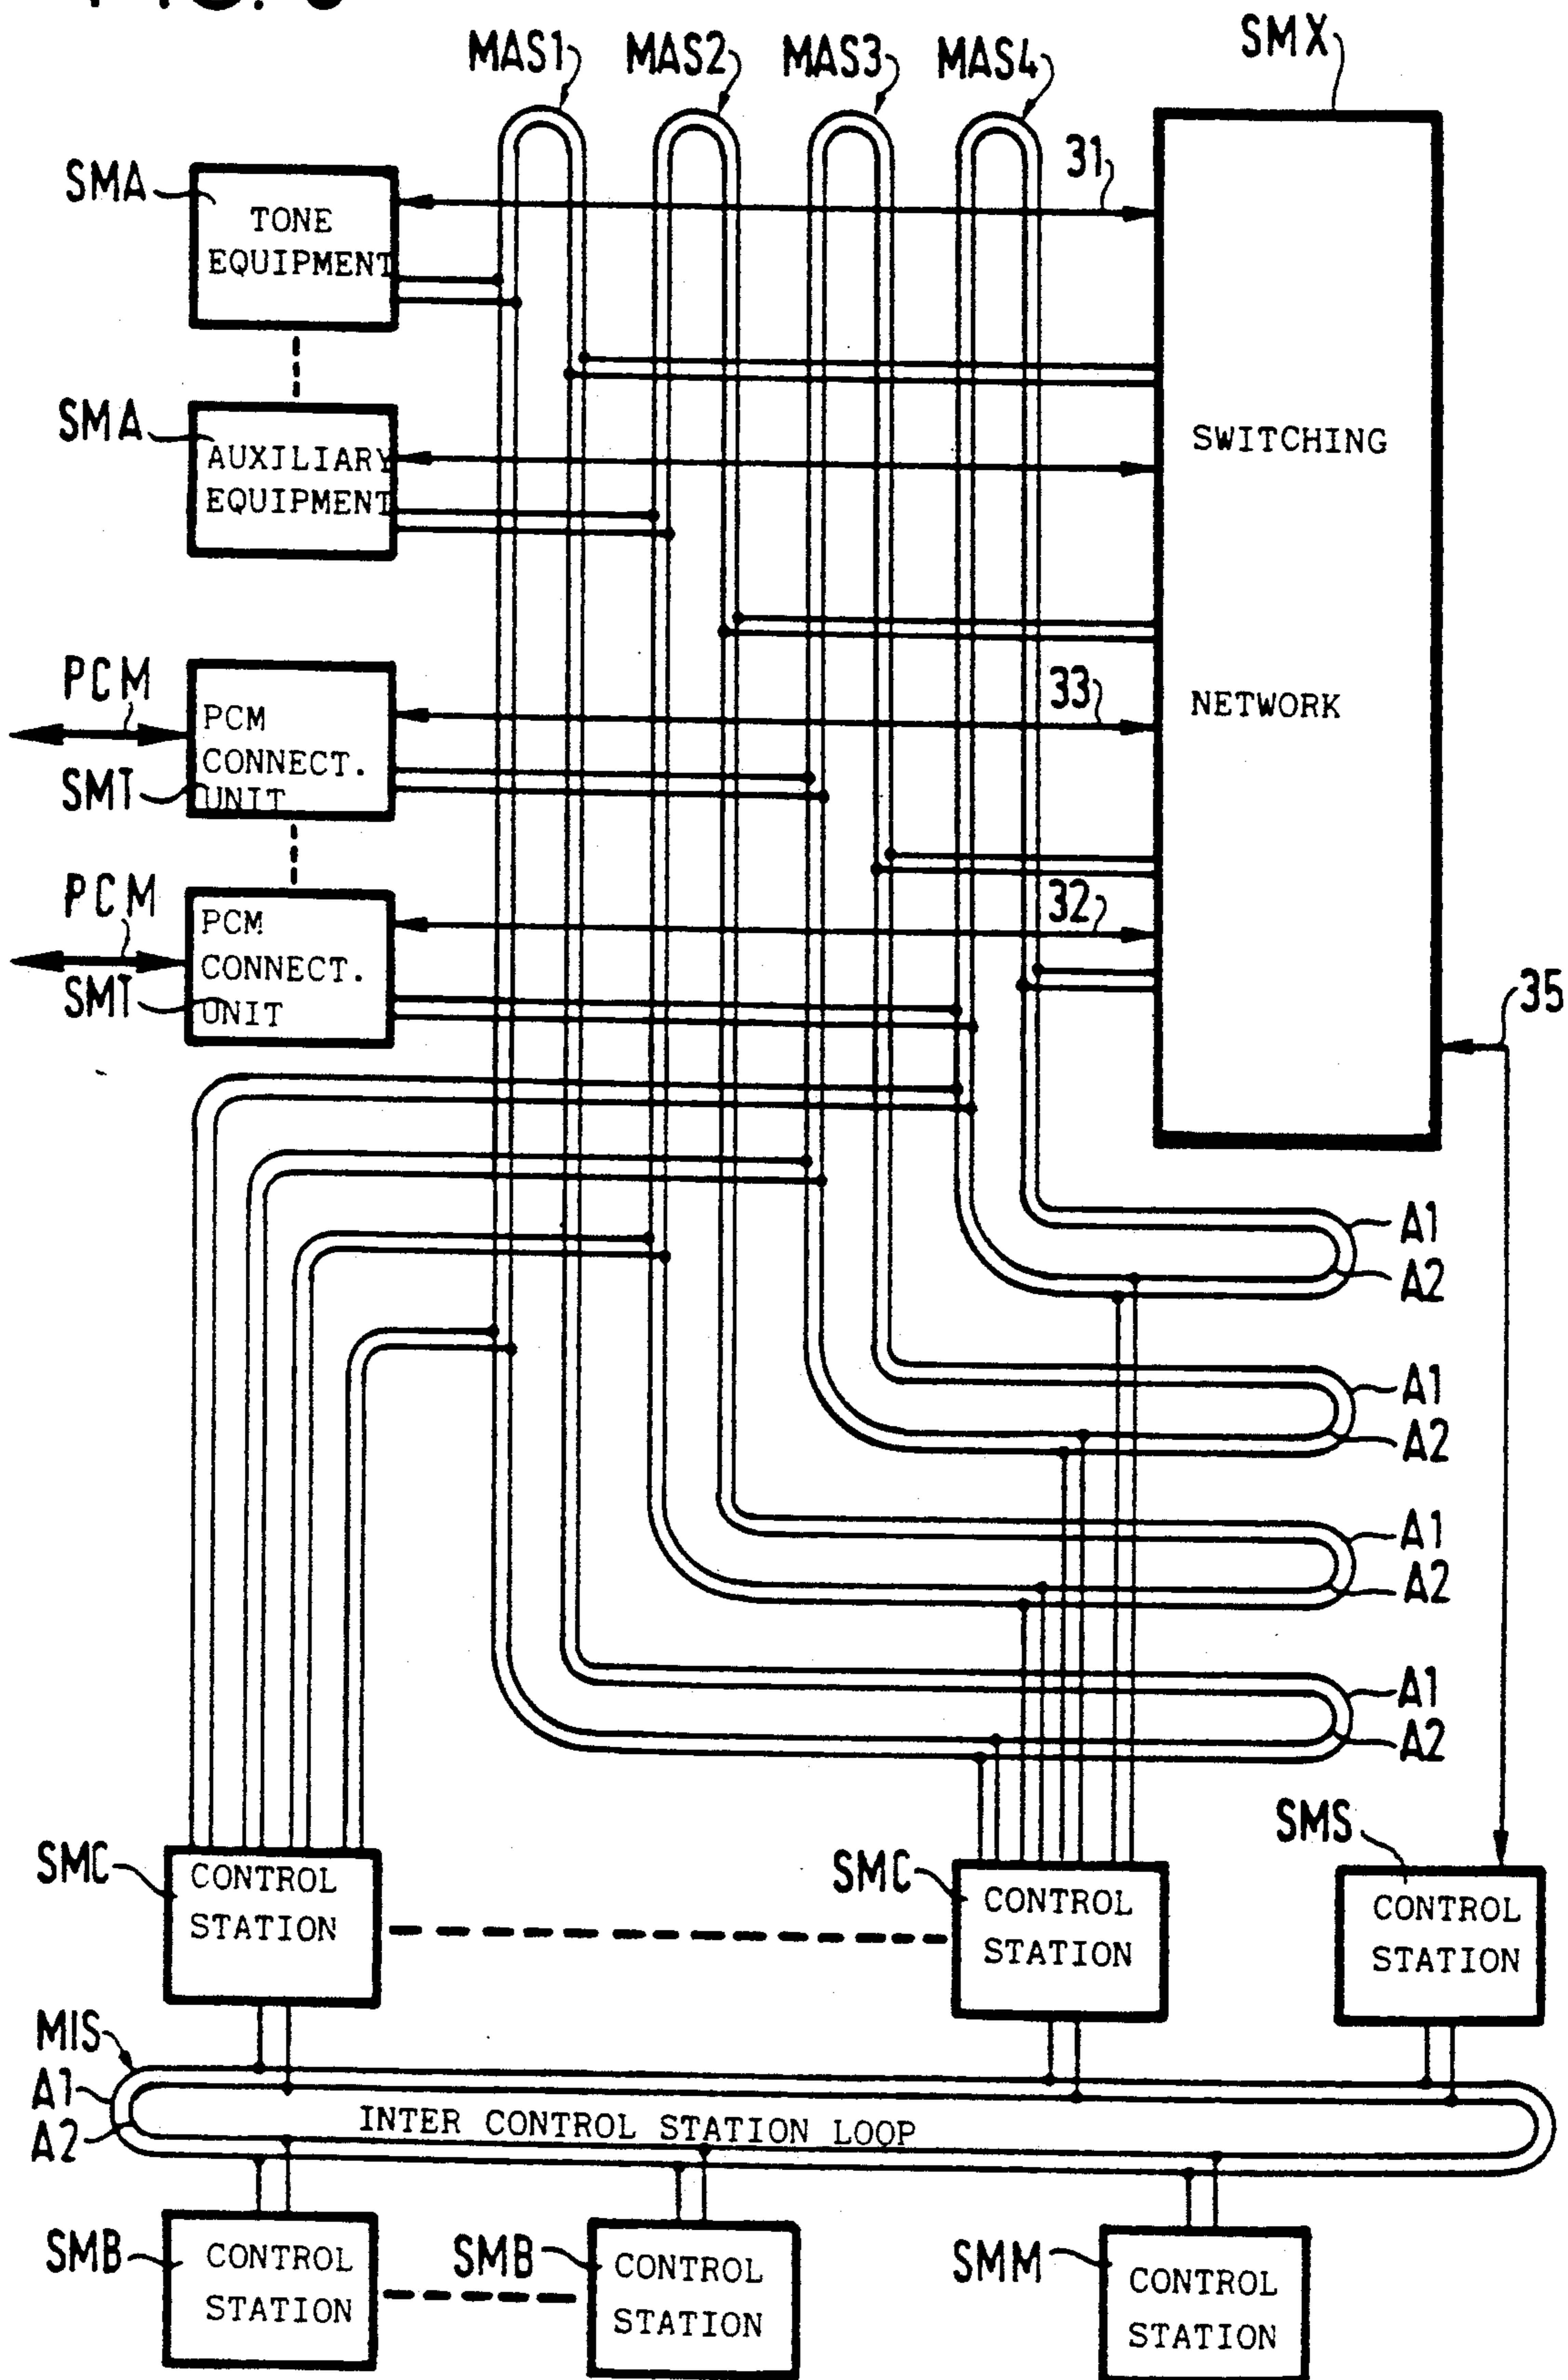 MAS1
MAS2
MAS3
MAS4
SMX
SMA
TONE
EQUIPMENT
31
SMA
AUXILIARY
EQUIPMENT
SWITCHING
NETWORK
PCM
PCM
CONNECT.
UNIT
SMT
33
PCM
PCM
CONNECT.
UNIT
SMT
32
35
A1
A2
A1
A2
A1
A2
A1
A2
SMC
CONTROL
STATION
SMC
CONTROL
STATION
SMS
CONTROL
STATION
MIS
A1
A2
INTER CONTROL STATION LOOP
SMB
CONTROL
STATION
SMB
CONTROL
STATION
SMM
CONTROL
STATION